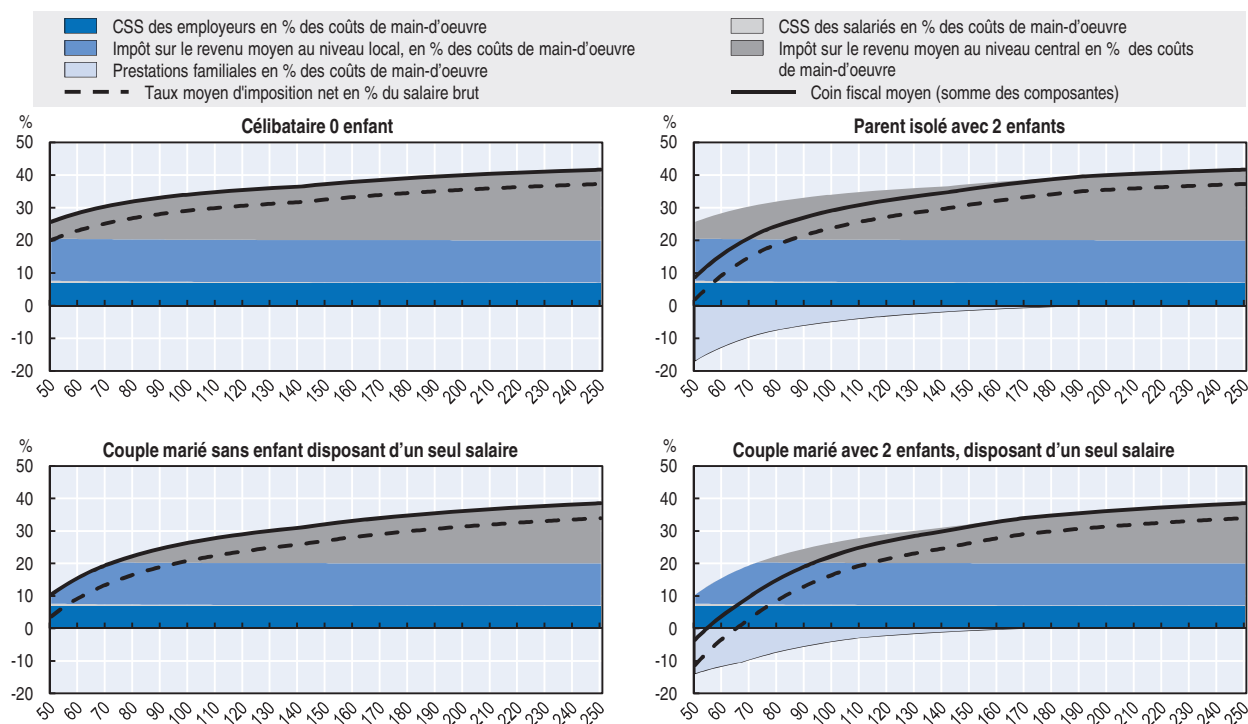 CSS des employeurs en % des coûts de main-d'oeuvre
Impôt sur le revenu moyen au niveau local, en % des coûts de main-d'oeuvre
Prestations familiales en % des coûts de main-d'oeuvre
Taux moyen d'imposition net en % du salaire brut
CSS des salariés en % des coûts de main-d'oeuvre
Impôt sur le revenu moyen au niveau central en % des coûts
de main-d'oeuvre
Coin fiscal moyen (somme des composantes)
%
Célibataire 0 enfant
50
40
30
20
10
0
-10
-20
50 60 70 80 90 100 110 120 130 140 150 160 170 180 190 200 210 220 230 240 250
%
Parent isolé avec 2 enfants
50
40
30
20
10
0
-10
-20
50 60 70 80 90 100 110 120 130 140 150 160 170 180 190 200 210 220 230 240 250
%
Couple marié sans enfant disposant d’un seul salaire
50
40
30
20
10
0
-10
-20
50 60 70 80 90 100 110 120 130 140 150 160 170 180 190 200 210 220 230 240 250
%
Couple marié avec 2 enfants, disposant d’un seul salaire
50
40
30
20
10
0
-10
-20
50 60 70 80 90 100 110 120 130 140 150 160 170 180 190 200 210 220 230 240 250